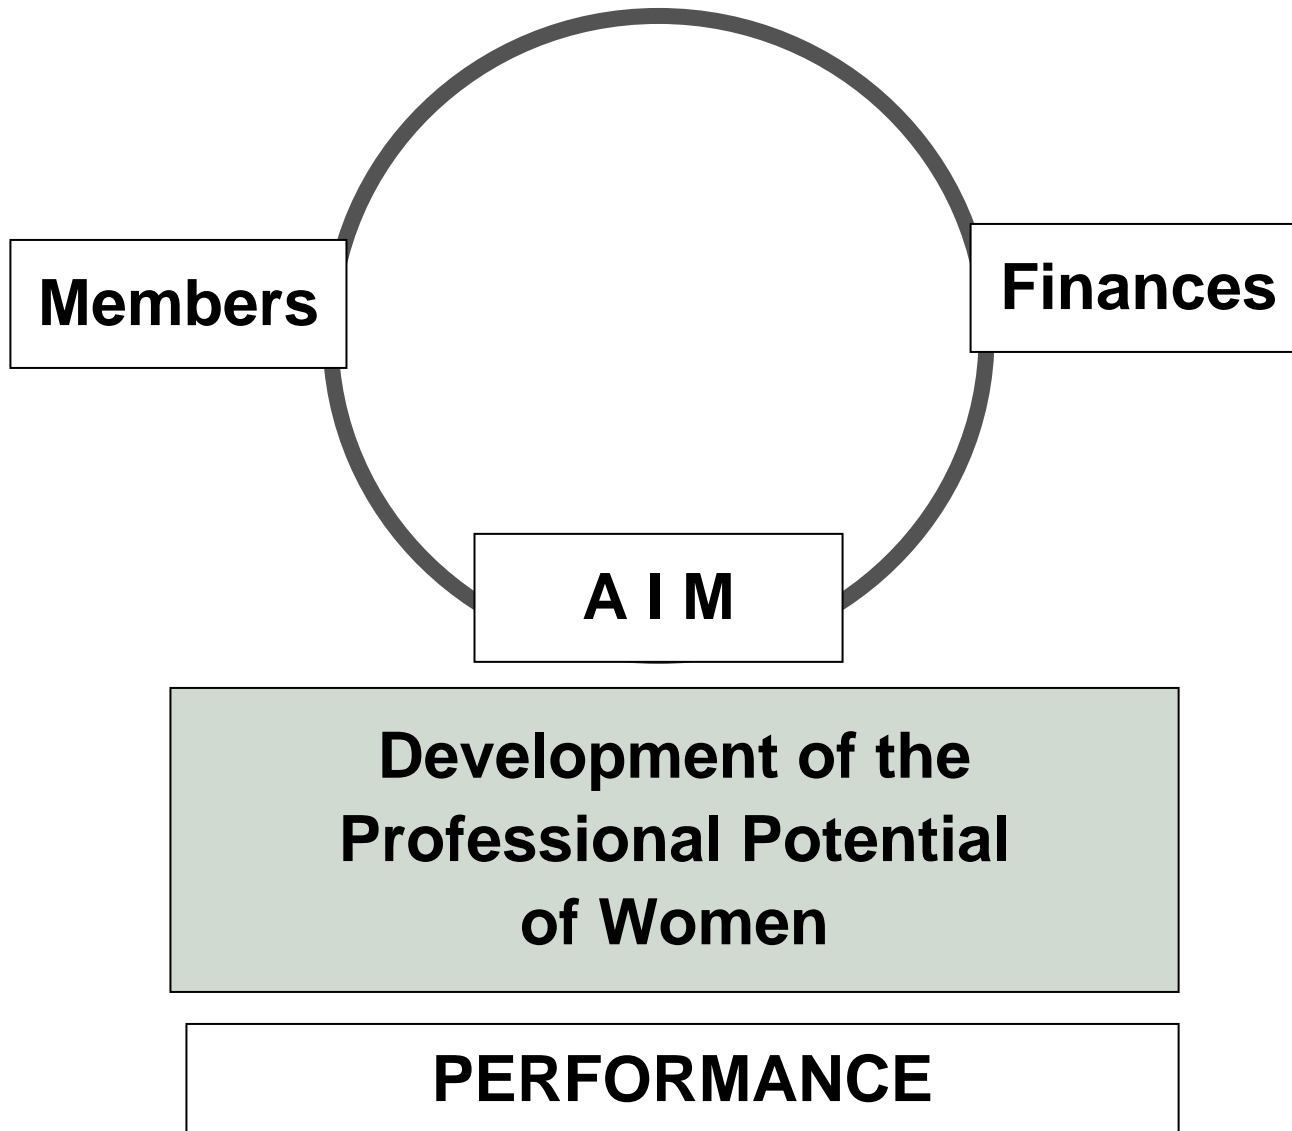 Members
Finances
A I M
Development of the
Professional Potential
of Women
PERFORMANCE